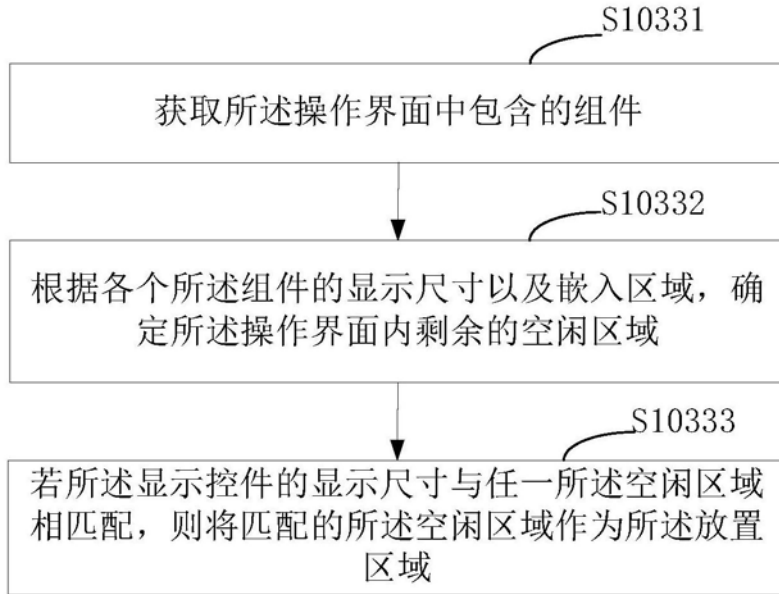 S10331
获取所述操作界面中包含的组件
S10332
根据各个所述组件的显示尺寸以及嵌入区域，确
定所述操作界面内剩余的空闲区域
S10333
若所述显示控件的显示尺寸与任一所述空闲区域
相匹配，则将匹配的所述空闲区域作为所述放置
区域